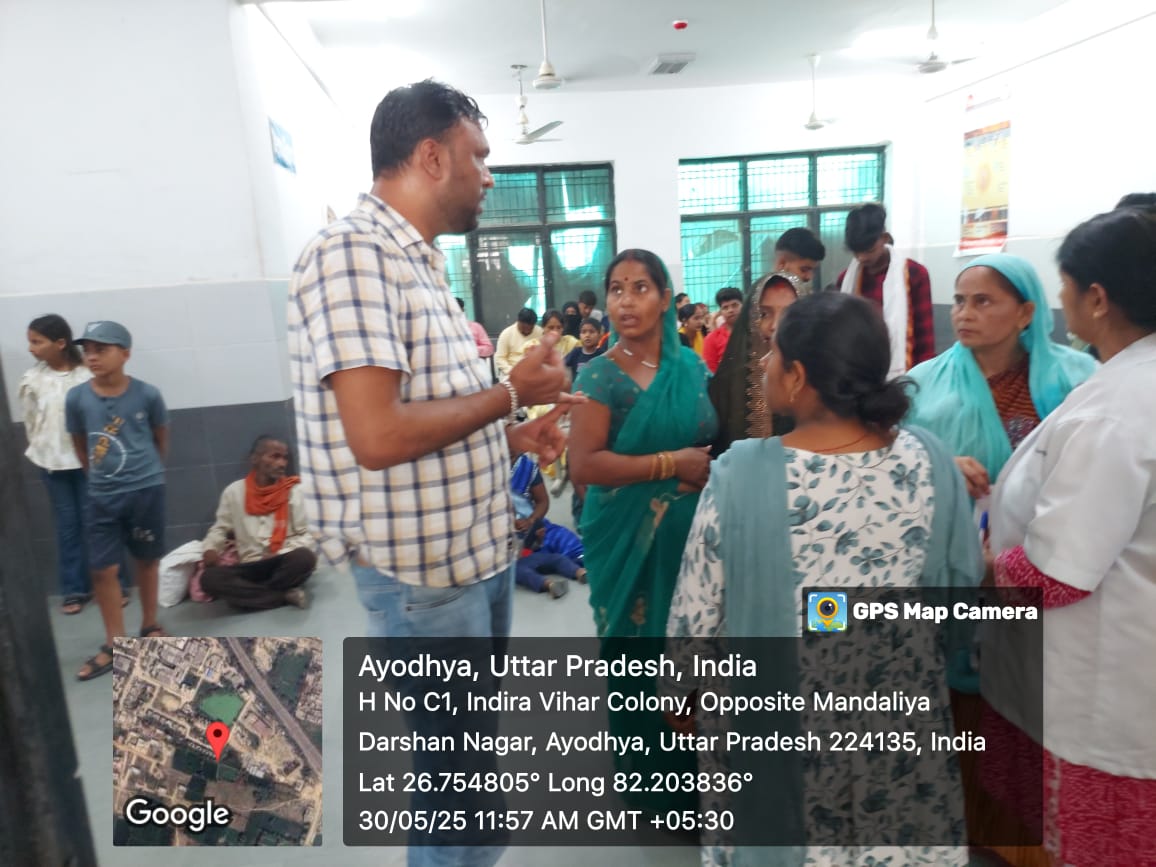 GPS Map Camera
Ayodhya, Uttar Pradesh, India
H No C1, Indira Vihar Colony, Opposite Mandaliya
Darshan Nagar, Ayodhya, Uttar Pradesh 224135, India
Lat 26.754805° Long 82.203836°
30/05/25 11:57 AM GMT +05:30
Google